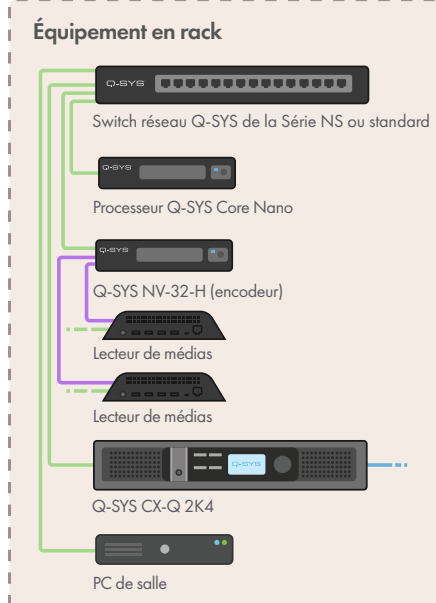 Équipement en rack
Q-SYS
Switch réseau Q-SYS de la Série NS ou standard
Q-SYS
Processeur Q-SYS Core Nano
Q-SYS
Q-SYS NV-32-H (encodeur)
Lecteur de médias
Lecteur de médias
Q-SYS
Q-SYS CX-Q 2K4
PC de salle